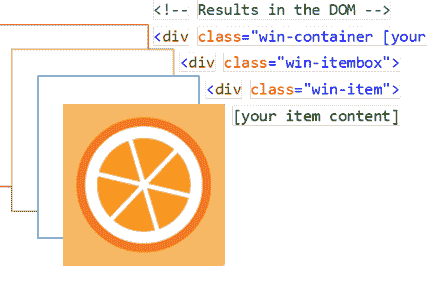 <!-- Results in the DOM -->
<div class="win-container [your
<div class="win-itembox">
<div class="win-item">
[your item content]